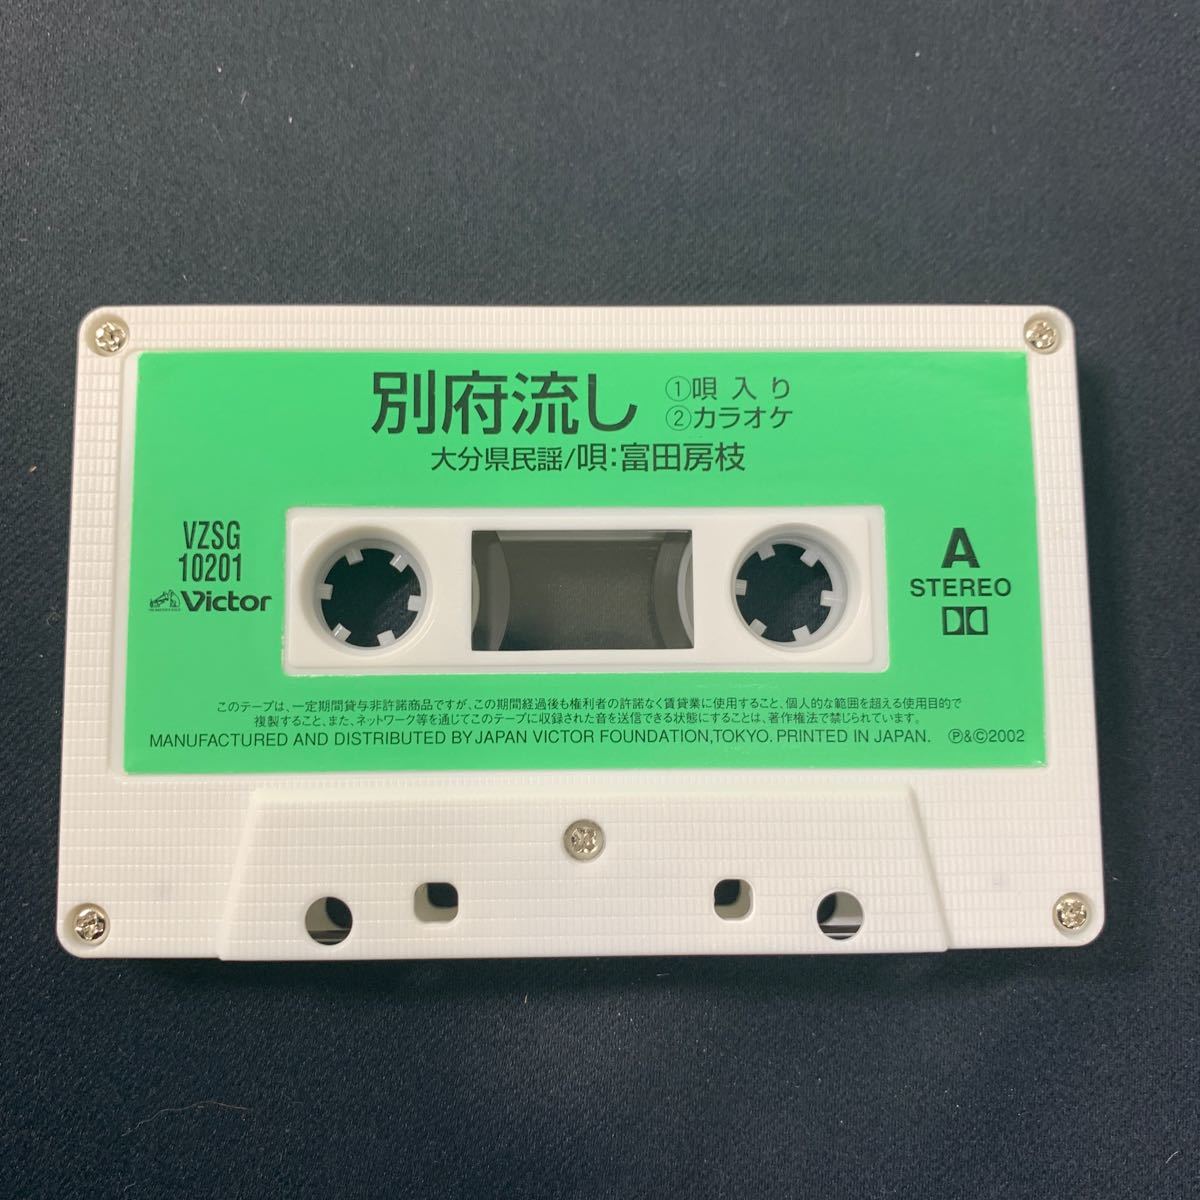 別府流し
①唄 入 り
②カラオケ
大分県民謡/唄:富田房枝
VZSG
10201
Victor
A
STEREO
このテープは、一定期間貸与非許諾商品ですが、この期間経過後も権利者の許諾なく賃貸業に使用すること、個人的な範囲を超える使用目的で
複製すること、また、ネットワーク等を通じてこのテープに収録された音を送信できる状態にすることは、著作権法で禁じられています。
MANUFACTURED AND DISTRIBUTED BY JAPAN VICTOR FOUNDATION,TOKYO. PRINTED IN JAPAN. Ⓟ&©2002